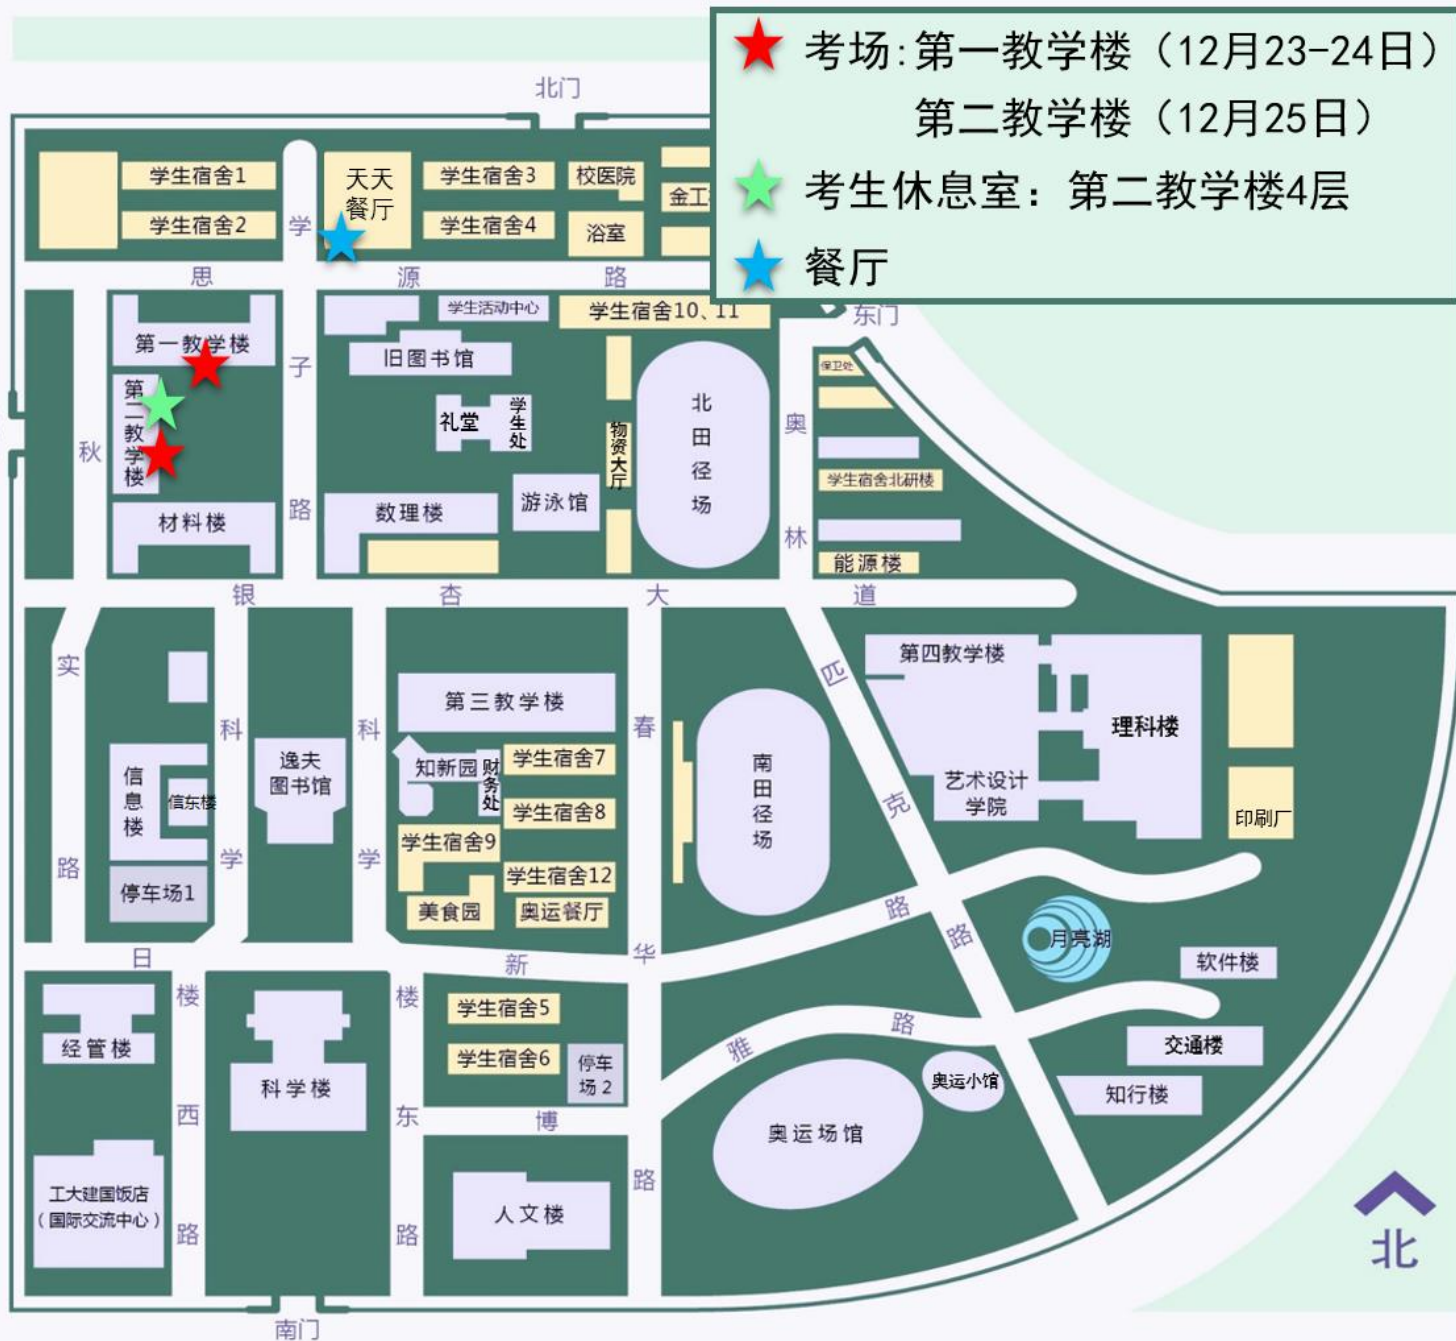 考场:第一教学楼（12月23-24日）
第二教学楼（12月25日）
考生休息室：第二教学楼4层
餐厅
北门
学生宿舍1
学生宿舍2
天天
餐厅
学生宿舍3
学生宿舍4
校医院
浴室
金工
思源路
学子路
第一教学楼
第二教学楼
材料楼
秋实路
学生活动中心
学生宿舍10、11
旧图书馆
礼堂
学生处
物资大厅
北田径场
数理楼
游泳馆
东门
保卫处
学生宿舍北研楼
能源楼
奥林匹克路
银杏大道
信息楼
信东楼
停车场1
科学楼西路
逸夫
图书馆
科学楼东路
第三教学楼
知新园
财务处
学生宿舍7
学生宿舍8
学生宿舍9
学生宿舍12
美食园
奥运餐厅
春华路
南田径场
第四教学楼
理科楼
艺术设计
学院
印刷厂
日新路
月亮湖
软件楼
交通楼
知行楼
经管楼
科学楼
学生宿舍5
学生宿舍6
停车
场 2
博雅路
奥运场馆
奥运小馆
工大建国饭店
（国际交流中心）
人文楼
南门
北